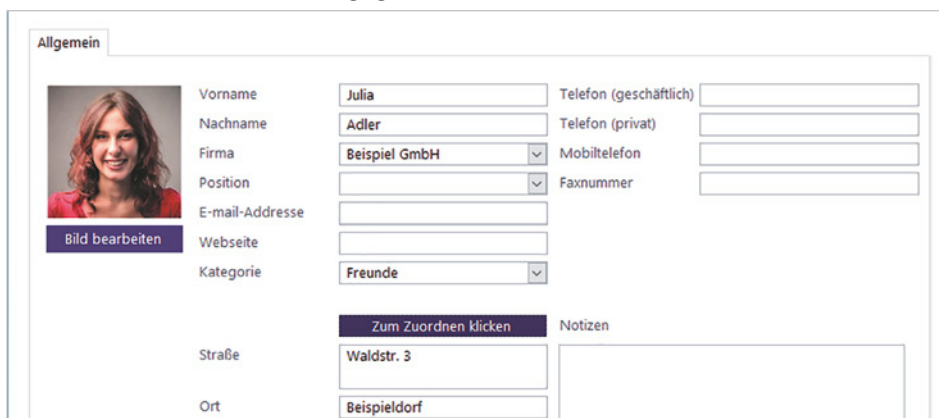 Allgemein
Vorname Julia Telefon (geschäftlich)
Nachname Adler Telefon (privat)
Firma Beispiel GmbH Mobiltelefon
Position Faxnummer
E-mail-Addresse
Bild bearbeiten Webseite
Kategorie Freunde
Zum Zuordnen klicken Notizen
Straße Waldstr. 3
Ort Beispieldorf